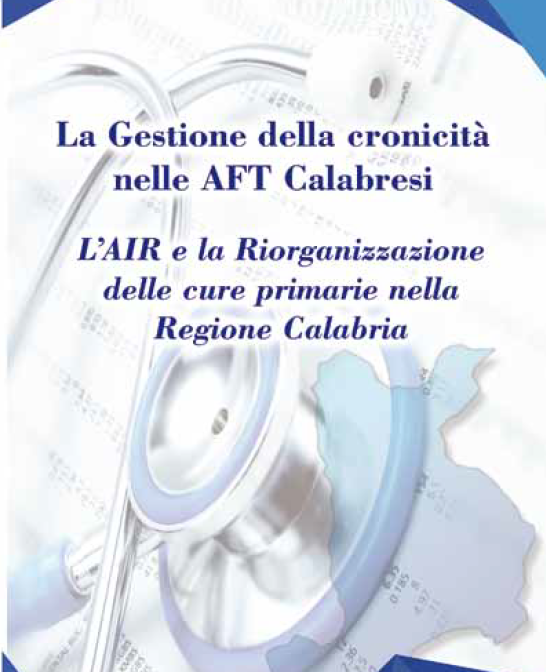 La Gestione della cronicità
nelle AFT Calabresi
L'AIR e la Riorganizzazione
delle cure primarie nella
Regione Calabria